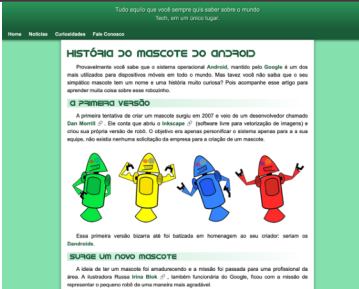 Tudo aquilo que você sempre quis saber sobre o mundo
Tech, em um único lugar.
Home Notícias Curiosidades Fale Conosco
HISTÓRIA DO MASCOTE DO ANDROID
Provavelmente você sabe que o sistema operacional Android, mantido pelo Google é um dos
mais utilizados para dispositivos móveis em todo o mundo. Mas tavez você não saiba que o seu
simpático mascote tem um nome e uma história muito curiosa? Pois acompanhe esse artigo para
aprender muita coisa sobre esse robozinho.
A PRIMEIRA VERSÃO
A primeira tentativa de criar um mascote surgiu em 2007 e veio de um desenvolvedor chamado
Dan Morrill. Ele conta que abriu o Inkscape (software livre para vetorização de imagens) e
criou sua própria versão de robô. O objetivo era apenas personificar o sistema apenas para a sua
equipe, não existia nenhuma solicitação da empresa para a criação de um mascote.
Essa primeira versão bizarra até foi batizada em homenagem ao seu criador: seriam os
Dandroids.
SURGE UM NOVO MASCOTE
A ideia de ter um mascote foi amadurecendo e a missão foi passada para uma profissional da
área. A ilustradora Russa Irina Blok, também funcionária do Google, ficou com a missão de
representar o pequeno robô de uma maneira mais agradável.